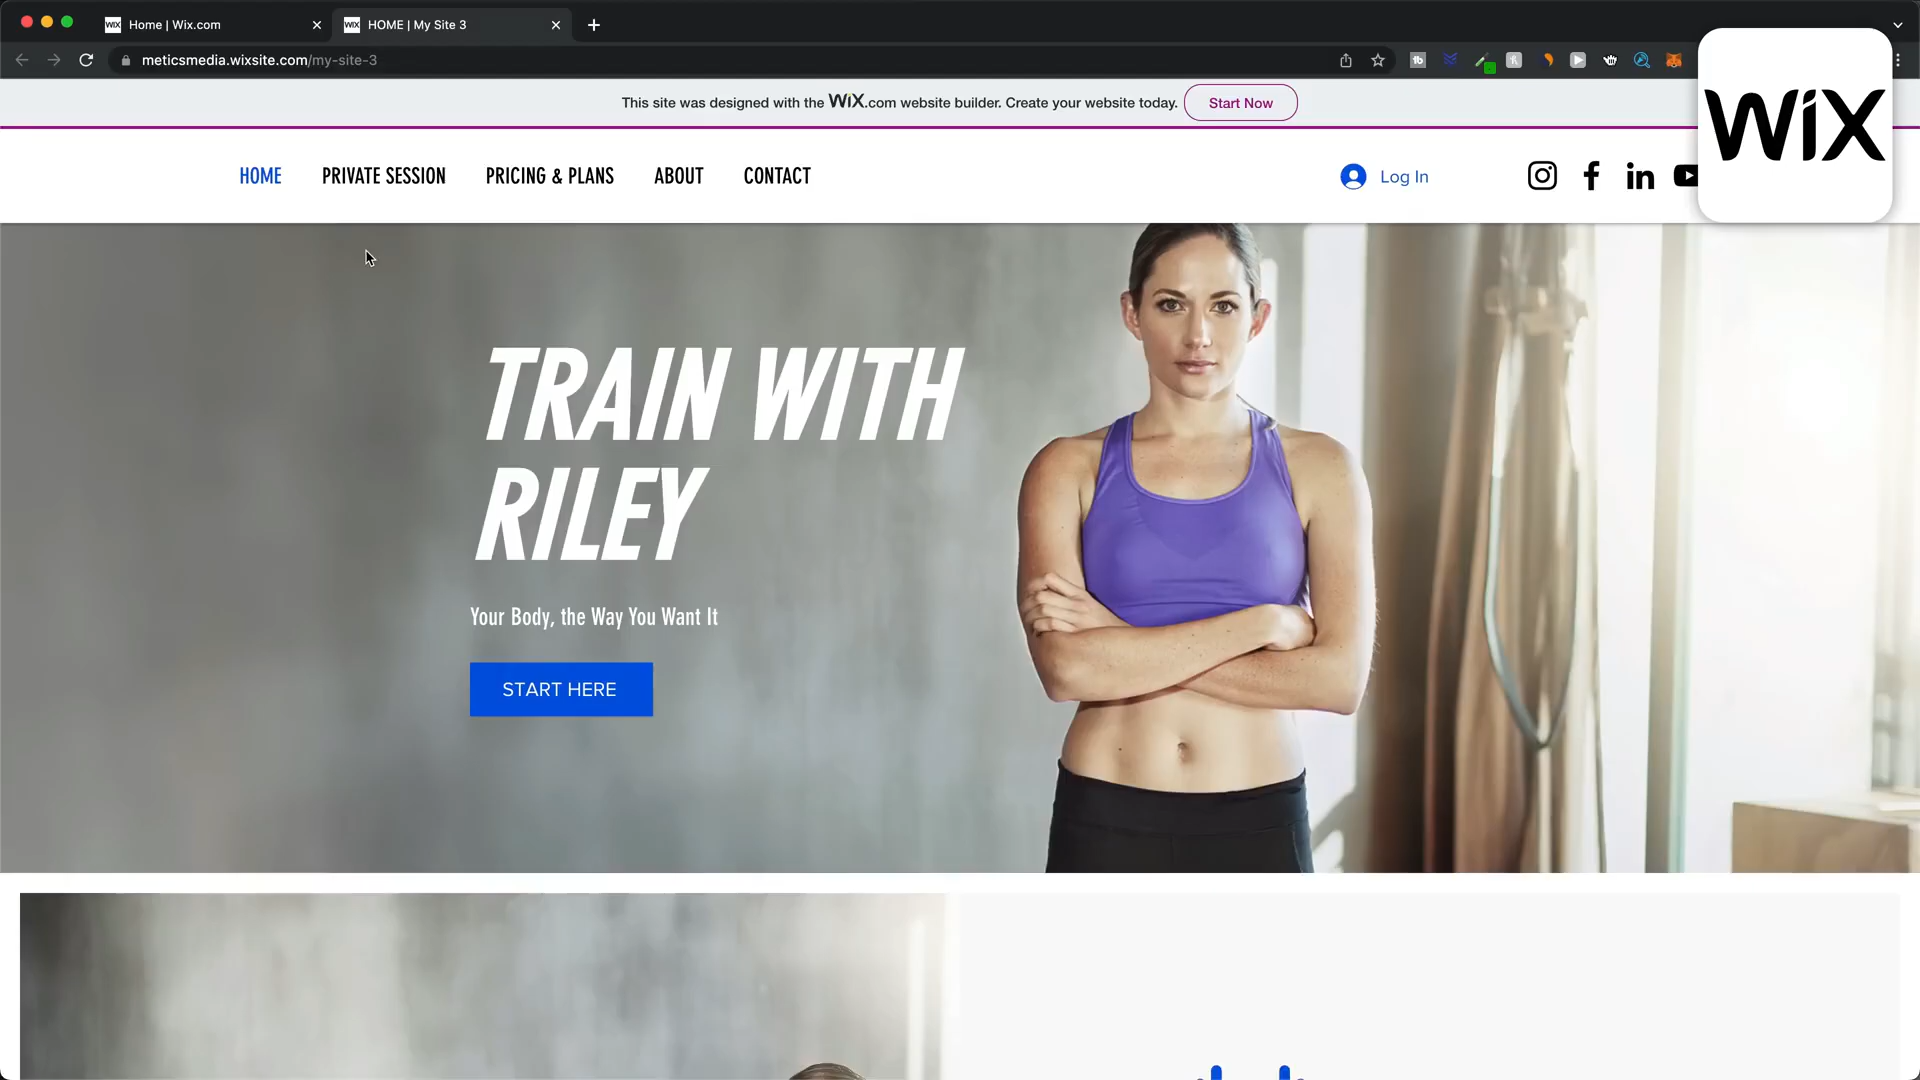 WIX Home | Wix.com
WIX HOME | My Site 3
meticsmedia.wixsite.com/my-site-3
This site was designed with the WiX.com website builder. Create your website today. Start Now
WiX
HOME PRIVATE SESSION PRICING & PLANS ABOUT CONTACT Log In
TRAIN WITH
RILEY
Your Body, the Way You Want It
START HERE